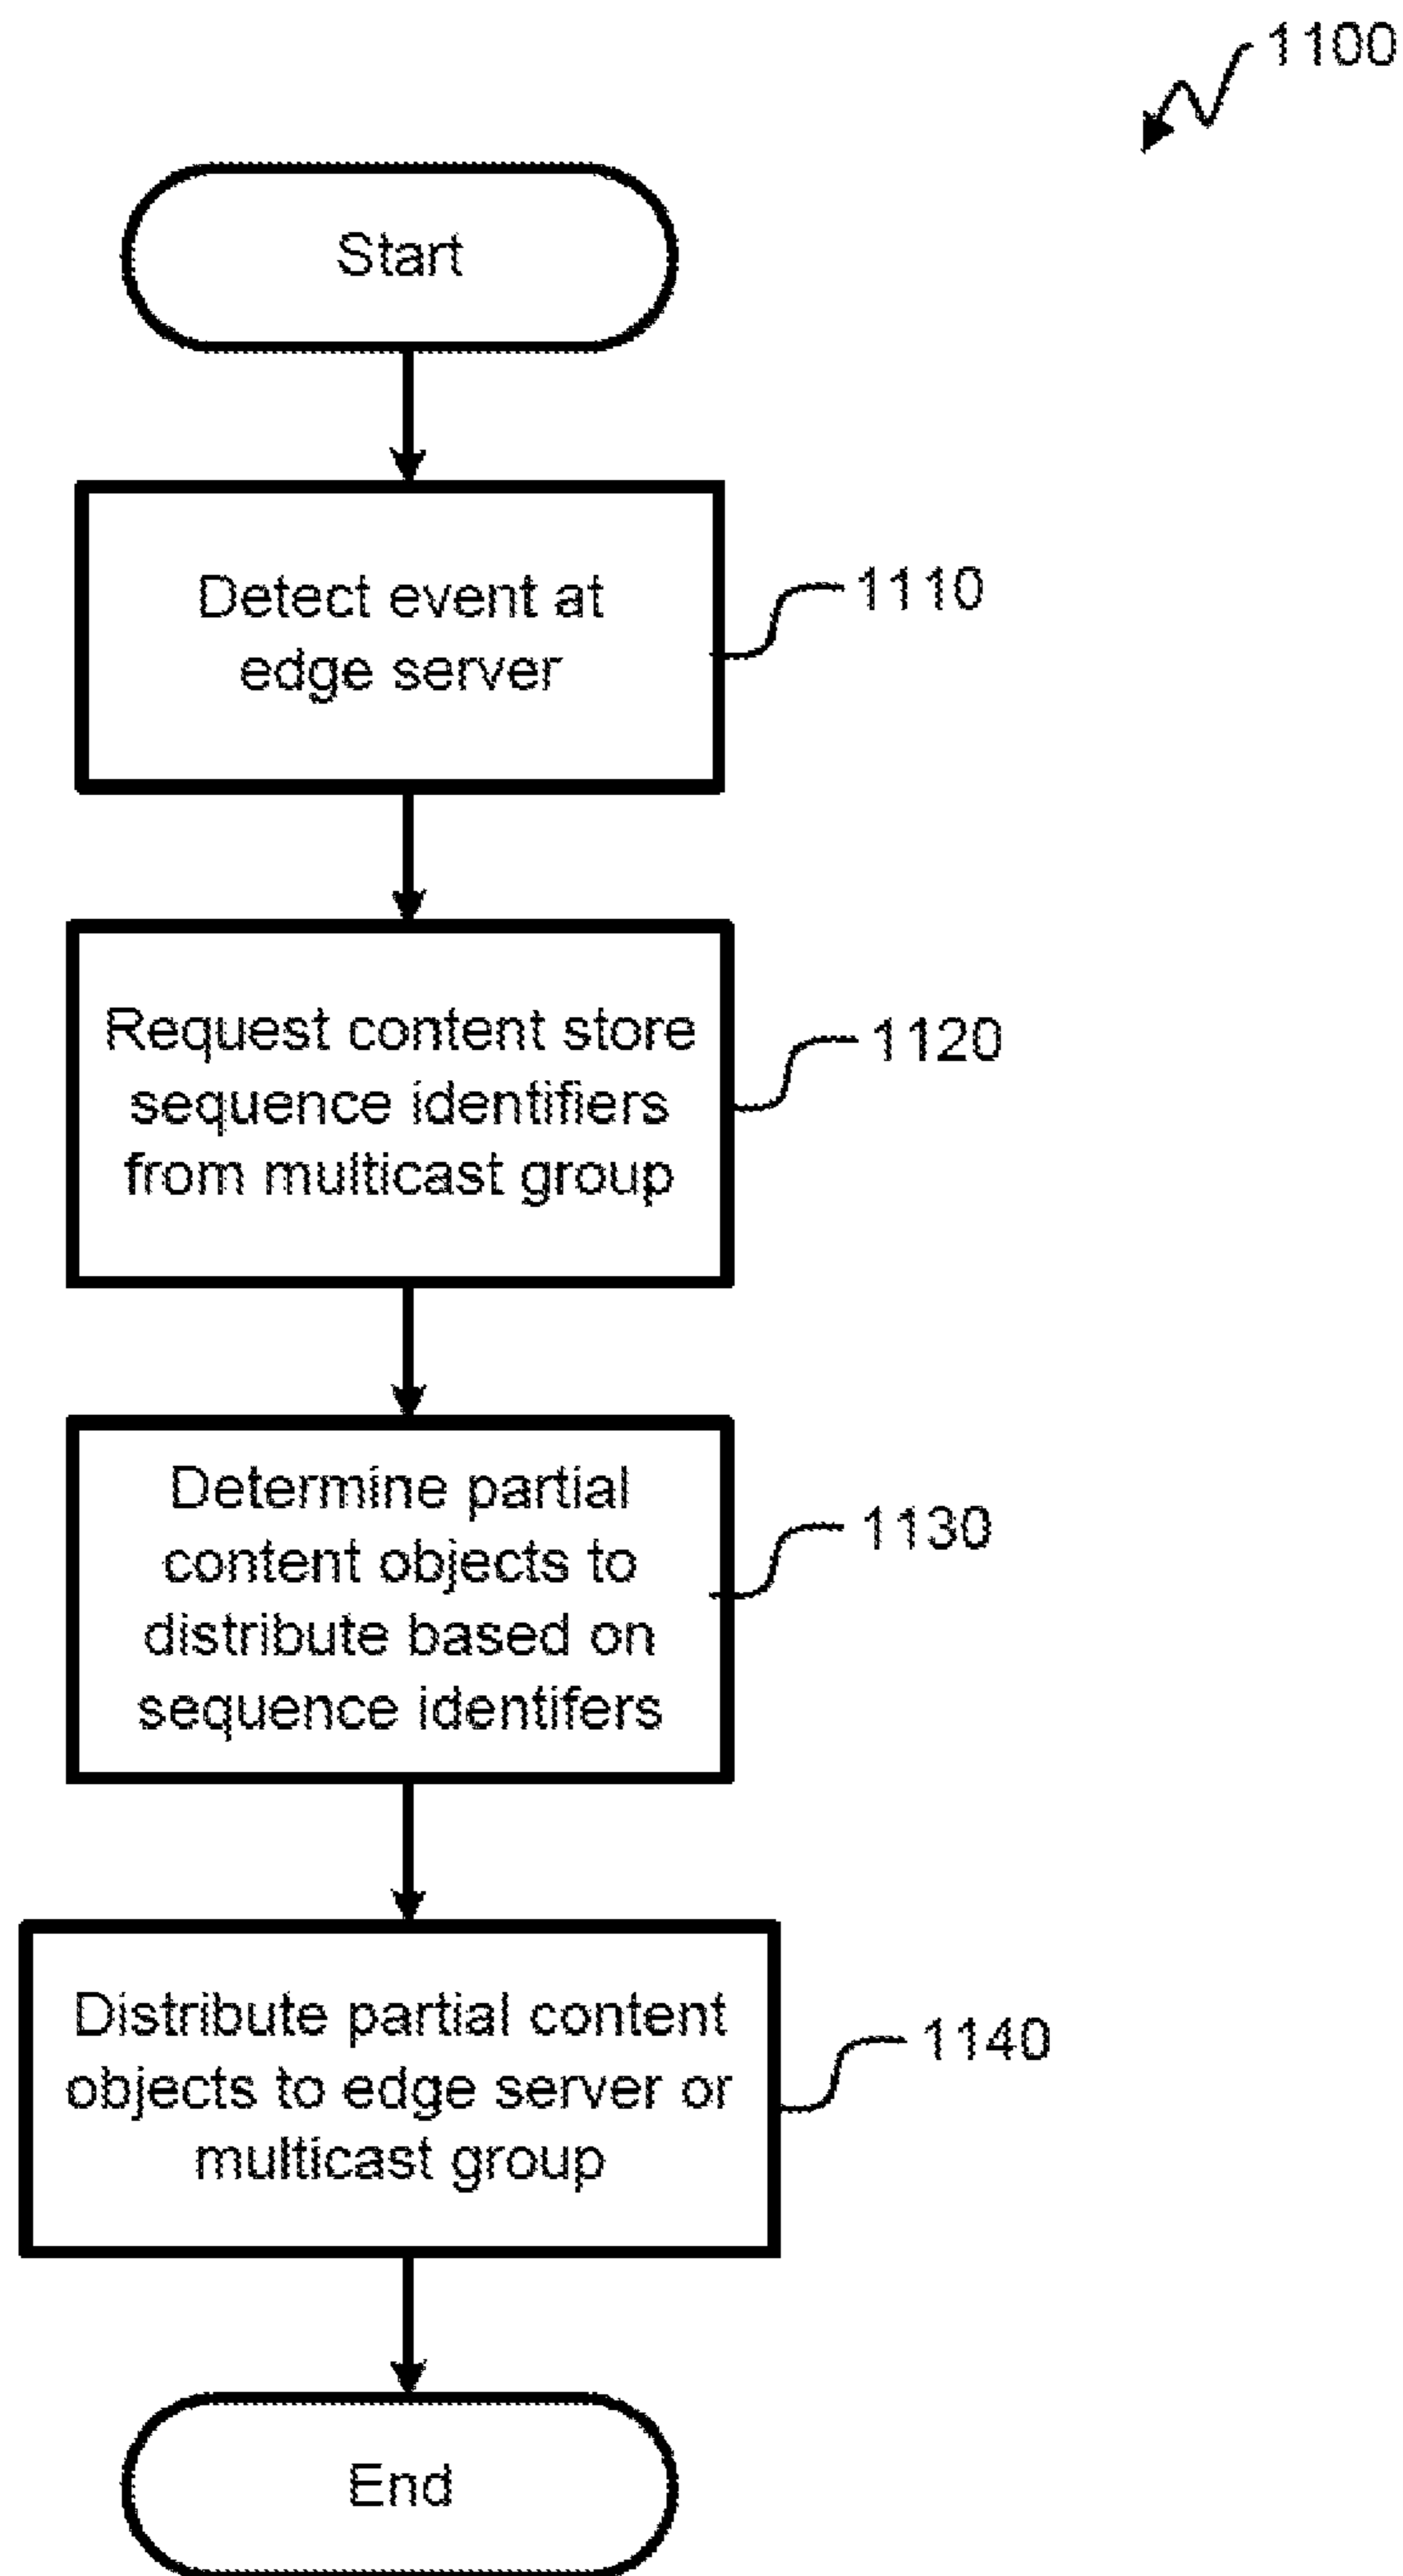 1100
Start
Detect event at
edge server
1110
Request content store
sequence identifiers
from multicast group
1120
Determine partial
content objects to
distribute based on
sequence identifers
1130
Distribute partial content
objects to edge server or
multicast group
1140
End